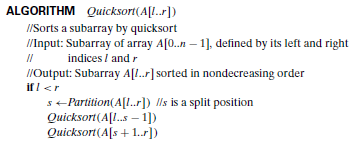 ALGORITHM Quicksort(A[l..r])
//Sorts a subarray by quicksort
//Input: Subarray of array A[0..n − 1], defined by its left and right
// indices l and r
//Output: Subarray A[l..r] sorted in nondecreasing order
if l < r
s ←Partition(A[l..r]) //s is a split position
Quicksort(A[l..s − 1])
Quicksort(A[s + 1..r])